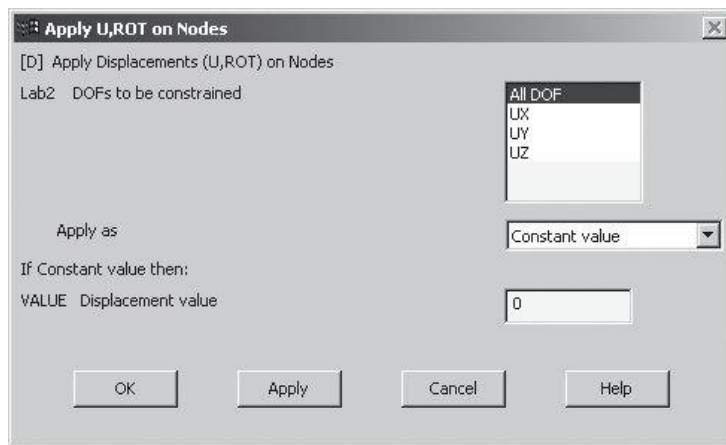 Apply U,ROT on Nodes
[D] Apply Displacements (U,ROT) on Nodes
Lab2 DOFs to be constrained
All DOF
UX
UY
UZ
Apply as
Constant value
If Constant value then:
VALUE Displacement value
0
OK Apply Cancel Help